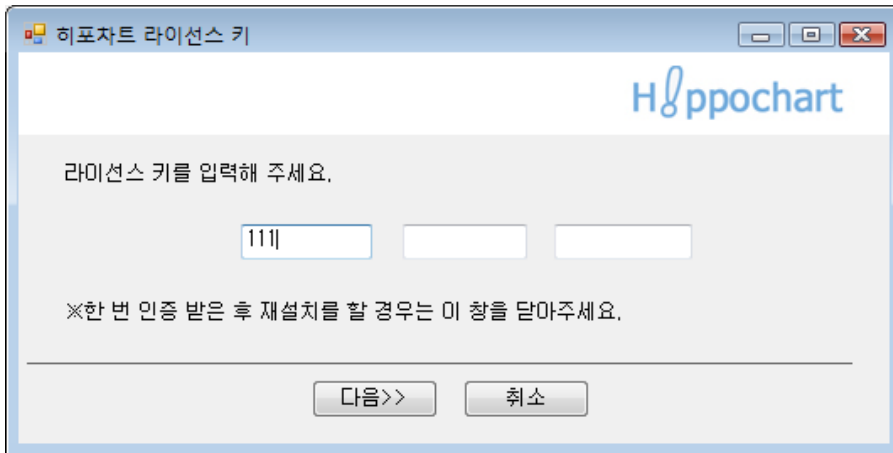 히포차트 라이선스 키
H!ppochart
라이선스 키를 입력해 주세요.
111
※한 번 인증 받은 후 재설치를 할 경우는 이 창을 닫아주세요.
다음>> 취소